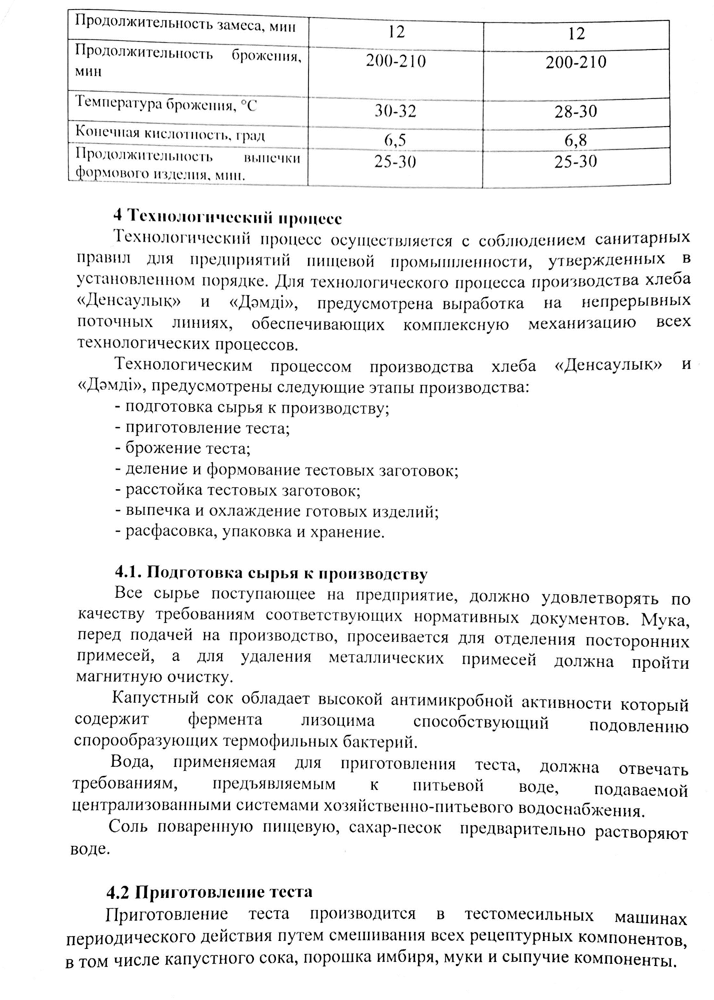 Продолжительность замеса, мин 12 12
Продолжительность брожения, 200-210 200-210
мин
Температура брожения, °С 30-32 28-30
Конечная кислотность, град 6,5 6,8
Продолжительность выпечки 25-30 25-30
формового изделия, мин.
4 Технологический процесс
Технологический процесс осуществляется с соблюдением санитарных
правил для предприятий пищевой промышленности, утвержденных в
установленном порядке. Для технологического процесса производства хлеба
«Денсаулық» и «Дәмді», предусмотрена выработка на непрерывных
поточных линиях, обеспечивающих комплексную механизацию всех
технологических процессов.
Технологическим процессом производства хлеба «Денсаулық» и
«Дәмді», предусмотрены следующие этапы производства:
- подготовка сырья к производству;
- приготовление теста;
- брожение теста;
- деление и формование тестовых заготовок;
- расстойка тестовых заготовок;
- выпечка и охлаждение готовых изделий;
- расфасовка, упаковка и хранение.
4.1. Подготовка сырья к производству
Все сырье поступающее на предприятие, должно удовлетворять по
качеству требованиям соответствующих нормативных документов. Мука,
перед подачей на производство, просеивается для отделения посторонних
примесей, а для удаления металлических примесей должна пройти
магнитную очистку.
Капустный сок обладает высокой антимикробной активности который
содержит фермента лизоцима способствующий подовлению
спорообразующих термофильных бактерий.
Вода, применяемая для приготовления теста, должна отвечать
требованиям, предъявляемым к питьевой воде, подаваемой
централизованными системами хозяйственно-питьевого водоснабжения.
Соль поваренную пищевую, сахар-песок предварительно растворяют
воде.
4.2 Приготовление теста
Приготовление теста производится в тестомесильных машинах
периодического действия путем смешивания всех рецептурных компонентов,
в том числе капустного сока, порошка имбиря, муки и сыпучие компоненты.